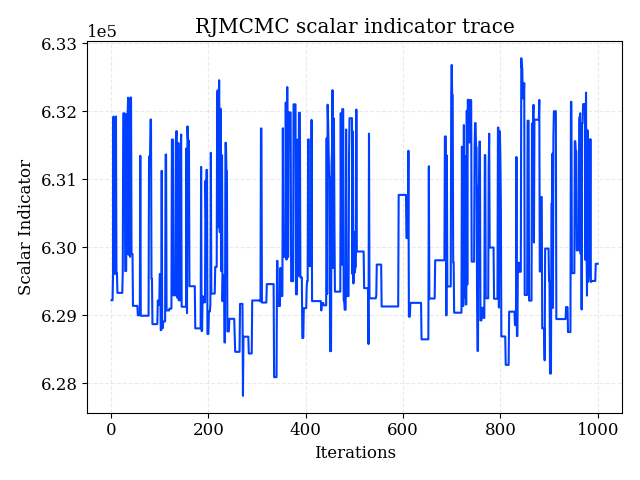 RJMCMC scalar indicator trace
1e5
6.33
6.32
6.31
6.30
6.29
6.28
Scalar Indicator
0 200 400 600 800 1000
Iterations